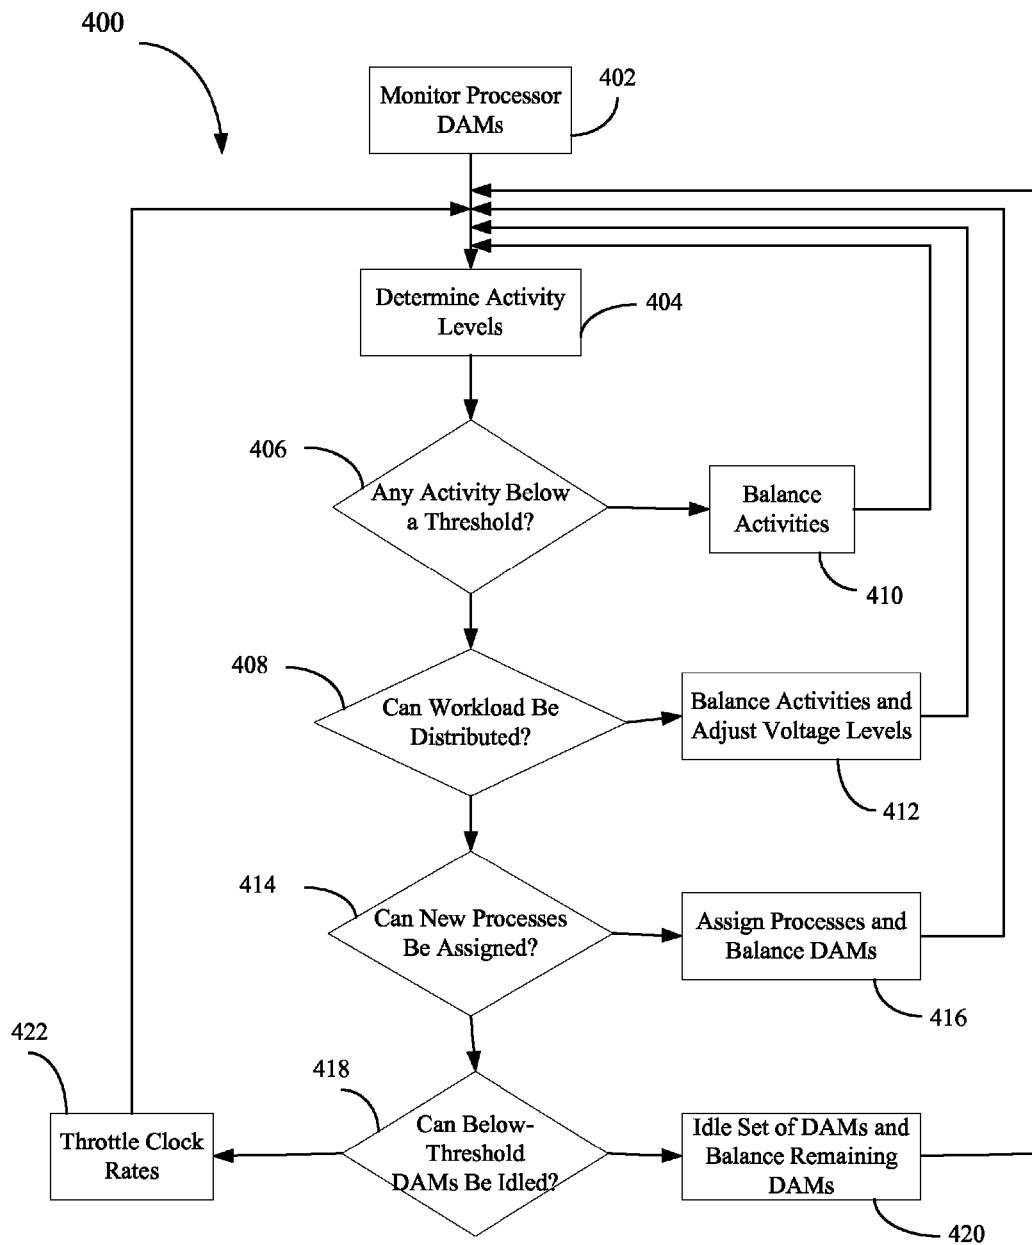 400
402
Monitor Processor
DAMs
Determine Activity
Levels
404
406
Any Activity Below
a Threshold?
Balance
Activities
410
408
Can Workload Be
Distributed?
Balance Activities and
Adjust Voltage Levels
412
414
Can New Processes
Be Assigned?
Assign Processes and
Balance DAMs
416
422
418
Throttle Clock
Rates
Can Below-
Threshold
DAMs Be Idled?
Idle Set of DAMs and
Balance Remaining
DAMs
420